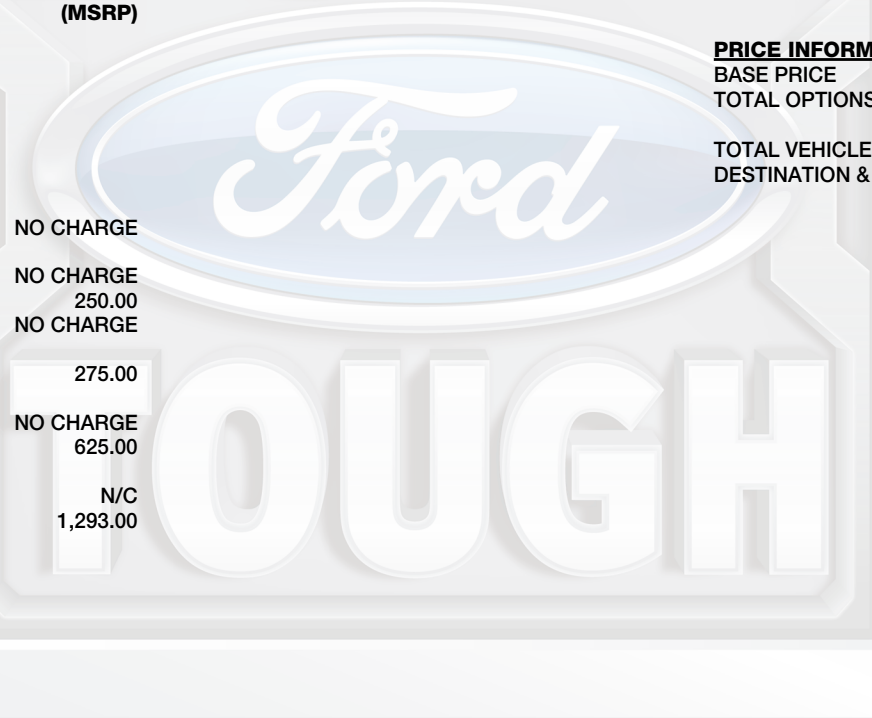 (MSRP)
NO CHARGE
NO CHARGE
250.00
NO CHARGE
275.00
NO CHARGE
625.00
N/C
1,293.00
PRICE INFORM
BASE PRICE
TOTAL OPTIONS
TOTAL VEHICLE
DESTINATION &
Ford
TOUGH